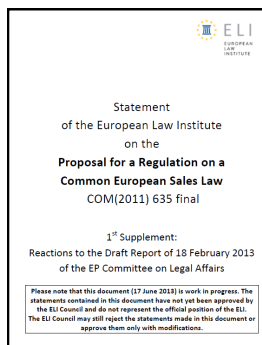 ELI
EUROPEAN
LAW
INSTITUTE
Statement
of the European Law Institute
on the
Proposal for a Regulation on a
Common European Sales Law
COM(2011) 635 final
1st Supplement:
Reactions to the Draft Report of 18 February 2013
of the EP Committee on Legal Affairs
Please note that this document (17 June 2013) is work in progress. The
statements contained in this document have not yet been approved by
the ELI Council and do not represent the official position of the ELI.
The ELI Council may still reject the statements made in this document or
approve them only with modifications.